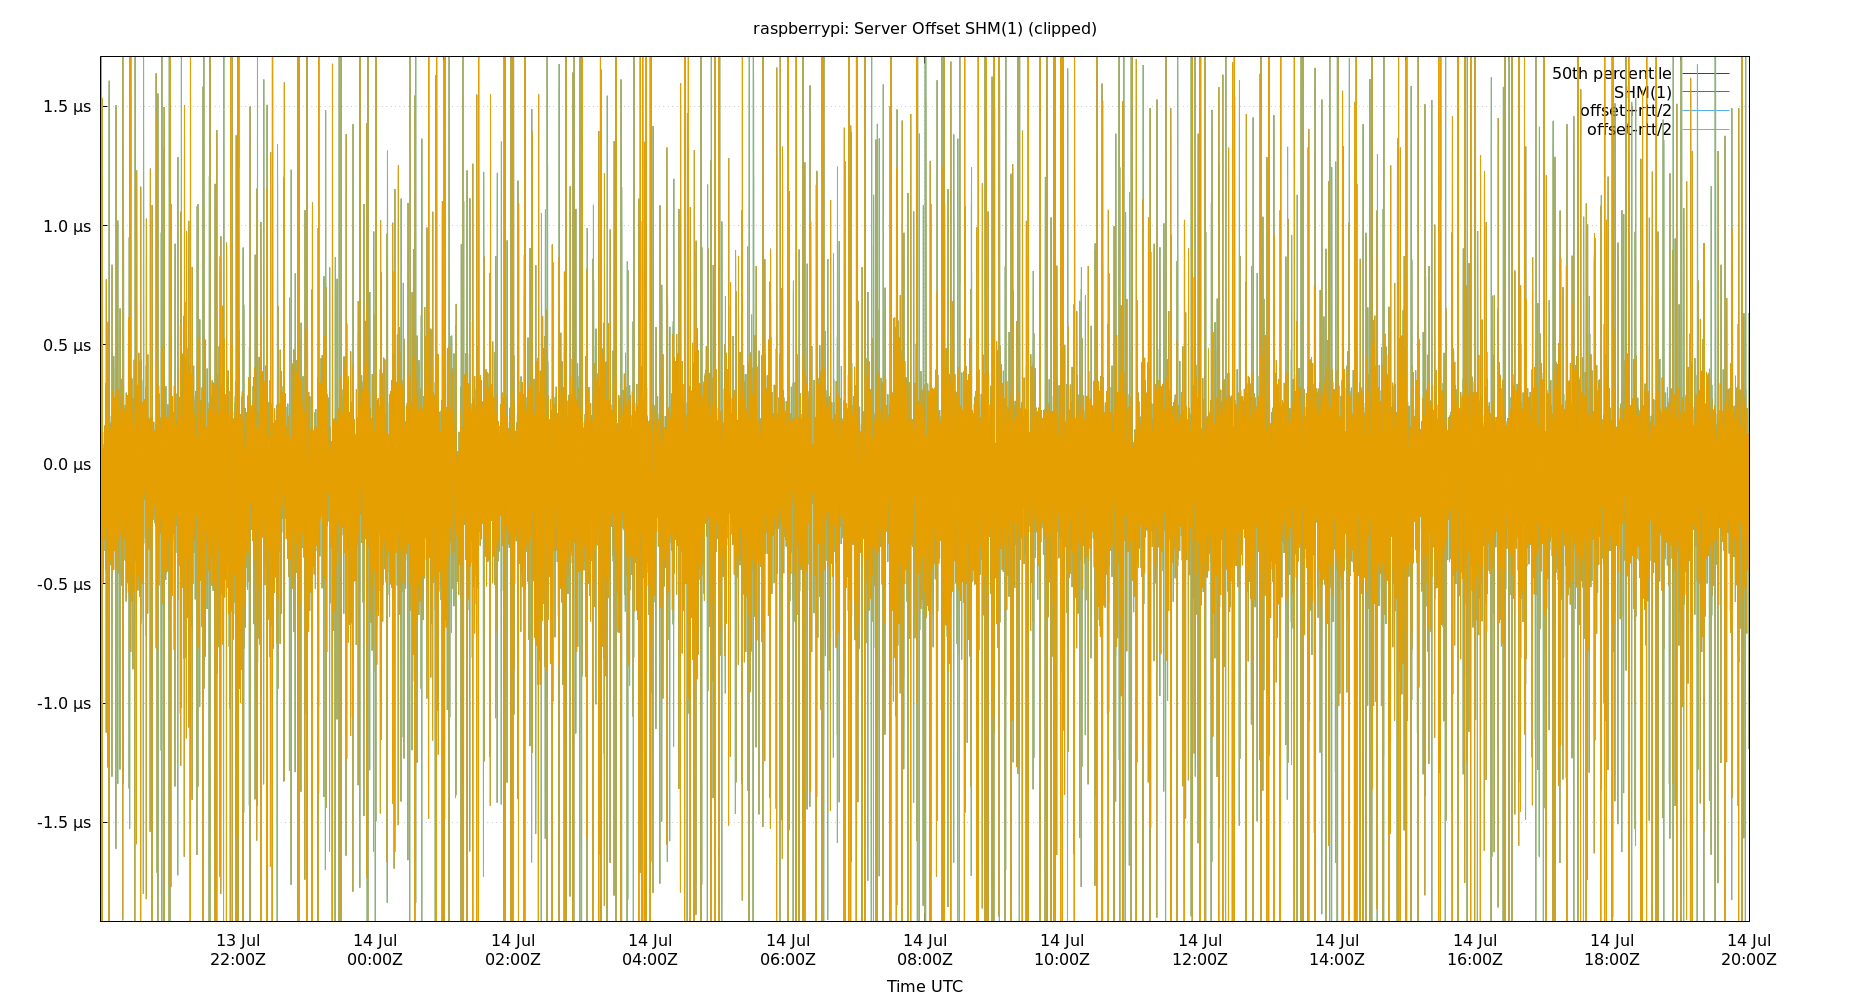 raspberrypi: Server Offset SHM(1) (clipped)
50th percentile
SHM(1)
offset+rtt/2
offset-rtt/2
1.5 µs
1.0 µs
0.5 µs
0.0 µs
-0.5 µs
-1.0 µs
-1.5 µs
13 Jul 14 Jul 14 Jul 14 Jul 14 Jul 14 Jul 14 Jul 14 Jul 14 Jul 14 Jul 14 Jul 14 Jul
22:00Z 00:00Z 02:00Z 04:00Z 06:00Z 08:00Z 10:00Z 12:00Z 14:00Z 16:00Z 18:00Z 20:00Z
Time UTC